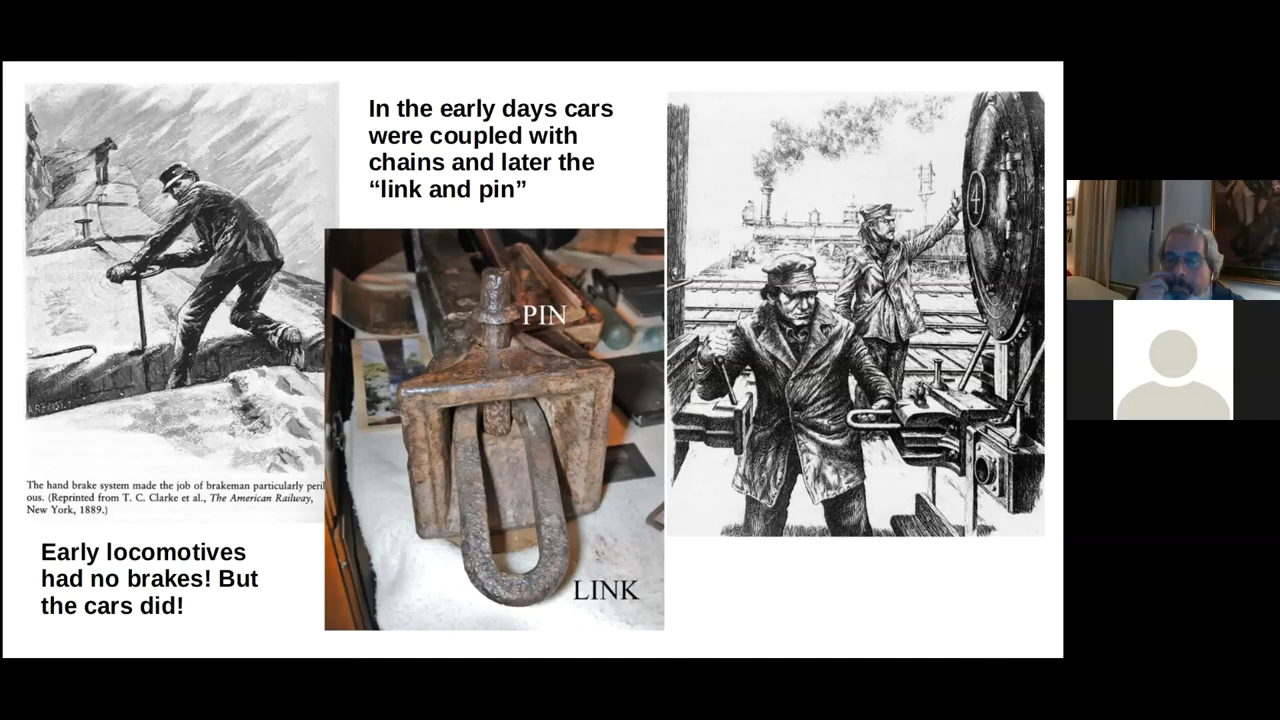 In the early days cars
were coupled with
chains and later the
“link and pin”
PIN
LINK
4
The hand brake system made the job of brakeman particularly peril
ous. (Reprinted from T. C. Clarke et al., The American Railway,
New York, 1889.)
Early locomotives
had no brakes! But
the cars did!